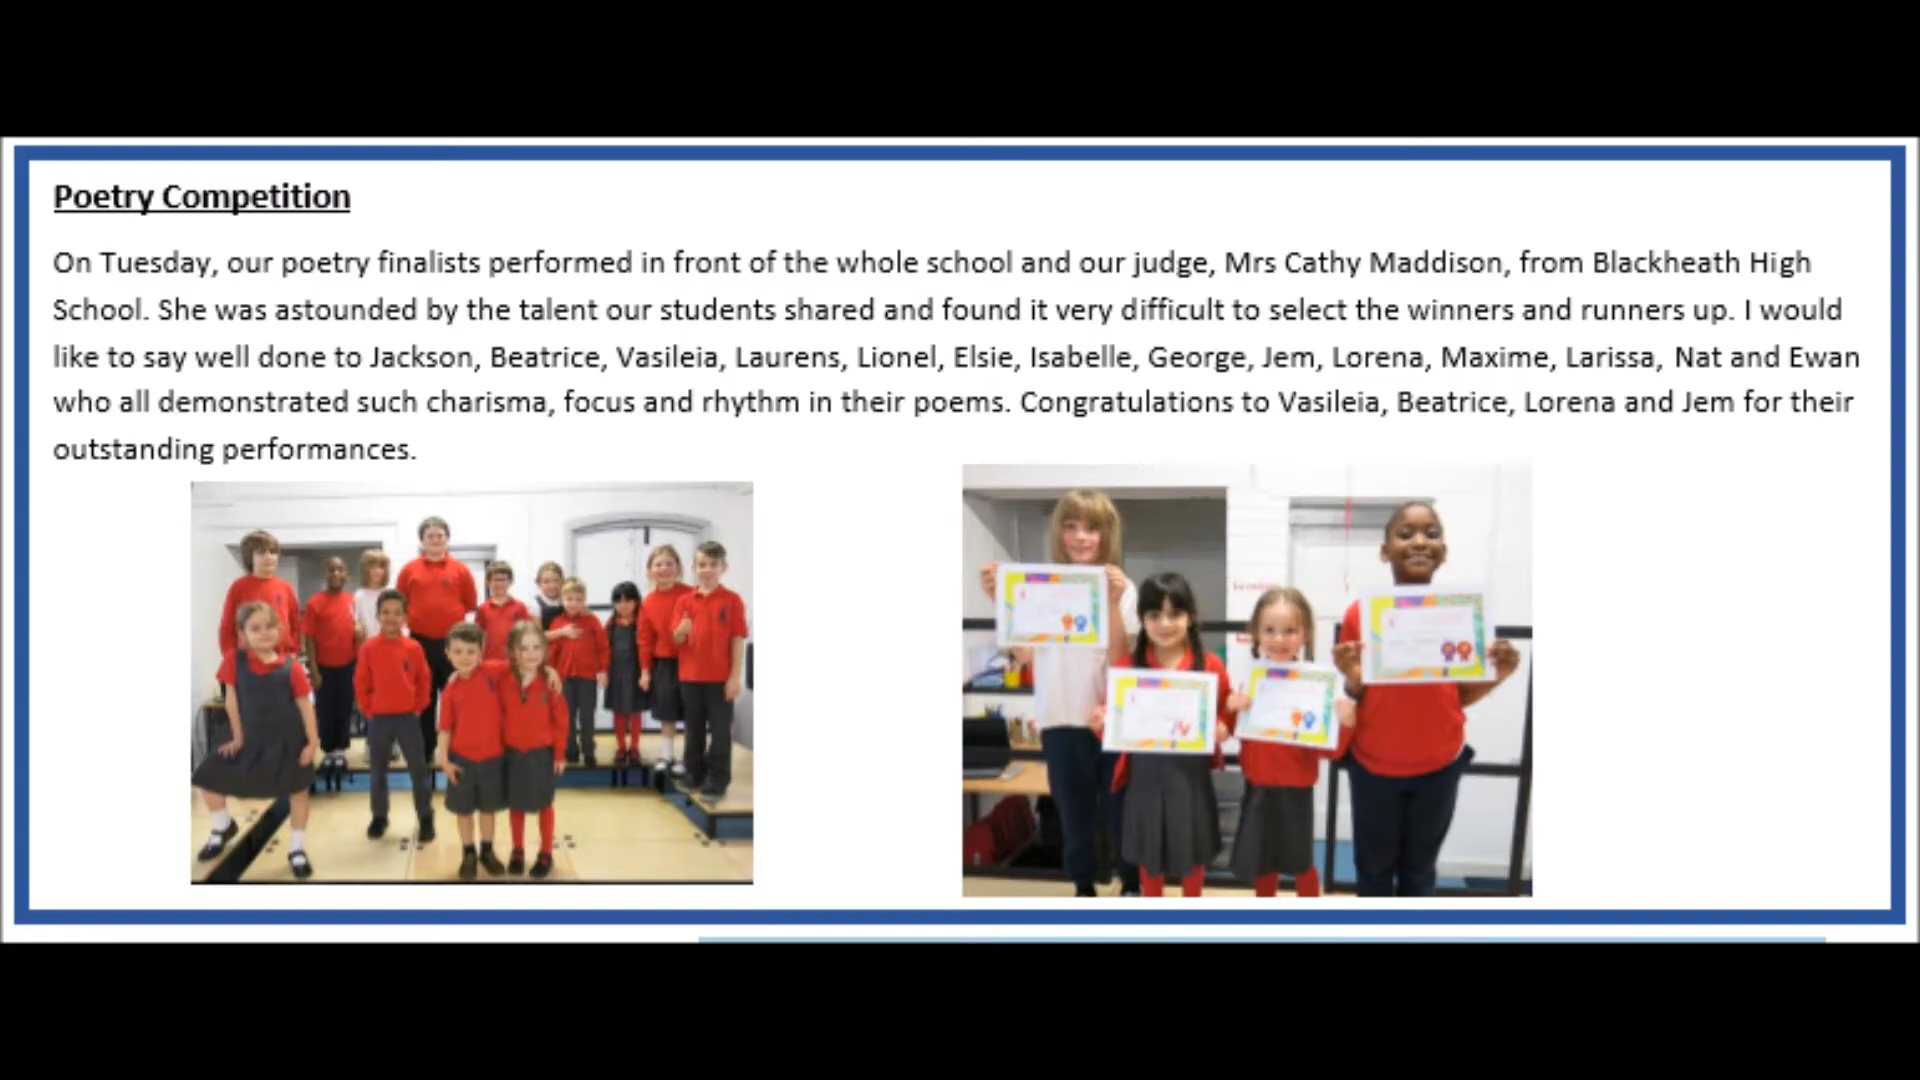 Poetry Competition
On Tuesday, our poetry finalists performed in front of the whole school and our judge, Mrs Cathy Maddison, from Blackheath High
School. She was astounded by the talent our students shared and found it very difficult to select the winners and runners up. I would
like to say well done to Jackson, Beatrice, Vasileia, Laurens, Lionel, Elsie, Isabelle, George, Jem, Lorena, Maxime, Larissa, Nat and Ewan
who all demonstrated such charisma, focus and rhythm in their poems. Congratulations to Vasileia, Beatrice, Lorena and Jem for their
outstanding performances.